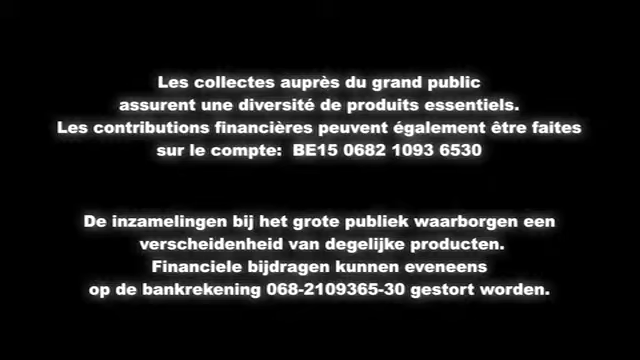 Les collectes auprès du grand public
assurent une diversité de produits essentiels.
Les contributions financières peuvent également être faites
sur le compte: BE15 0682 1093 6530
De inzamelingen bij het grote publiek waarborgen een
verscheidenheid van degelijke producten.
Financiele bijdragen kunnen eveneens
op de bankrekening 068-2109365-30 gestort worden.